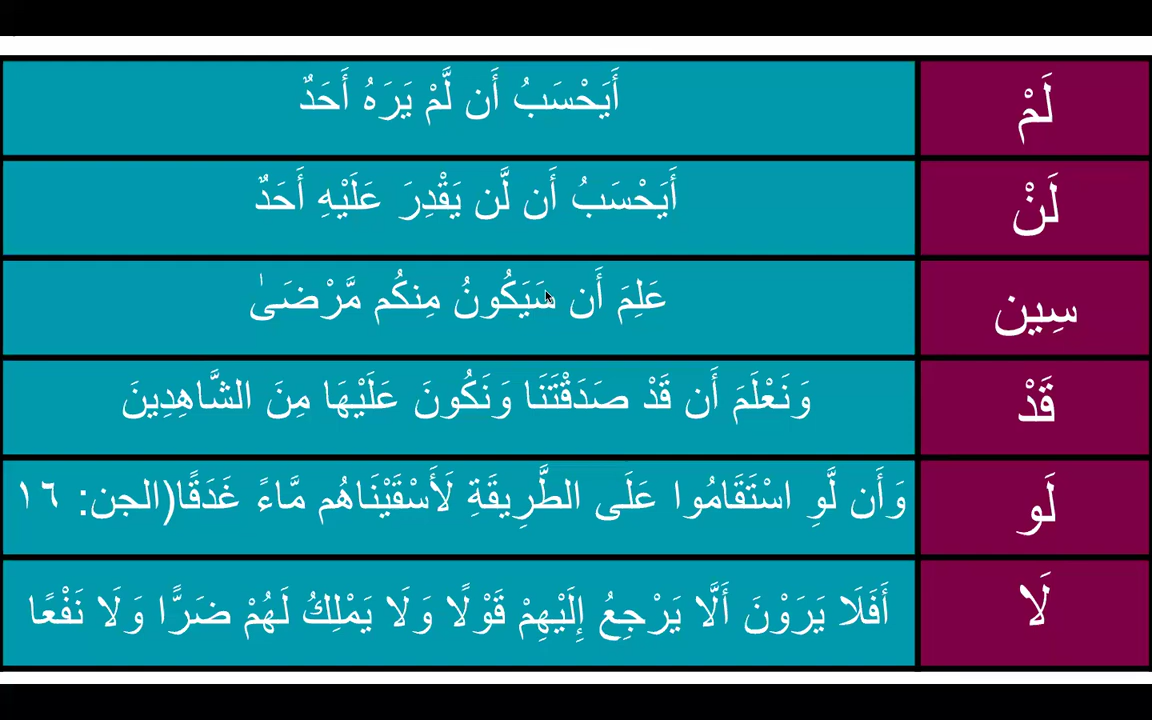 لَمْ
أَيَحْسَبُ أَن لَّمْ يَرَهُ أَحَدٌ
لَنْ
أَيَحْسَبُ أَن لَّن يَقْدِرَ عَلَيْهِ أَحَدٌ
سِين
عَلِمَ أَن سَيَكُونُ مِنكُم مَّرْضَىٰ
قَدْ
وَنَعْلَمَ أَن قَدْ صَدَقْتَنَا وَنَكُونَ عَلَيْهَا مِنَ الشَّاهِدِينَ
لَو
وَأَن لَّوِ اسْتَقَامُوا عَلَى الطَّرِيقَةِ لَأَسْقَيْنَاهُم مَّاءً غَدَقًا(الجن: ١٦
لَا
أَفَلَا يَرَوْنَ أَلَّا يَرْجِعُ إِلَيْهِمْ قَوْلًا وَلَا يَمْلِكُ لَهُمْ ضَرًّا وَلَا نَفْعًا